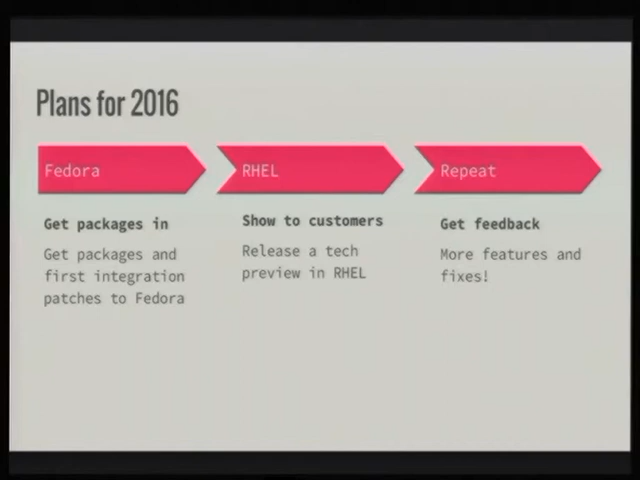 Plans for 2016
Fedora
RHEL
Repeat
Get packages in
Get packages and
first integration
patches to Fedora
Show to customers
Release a tech
preview in RHEL
Get feedback
More features and
fixes!